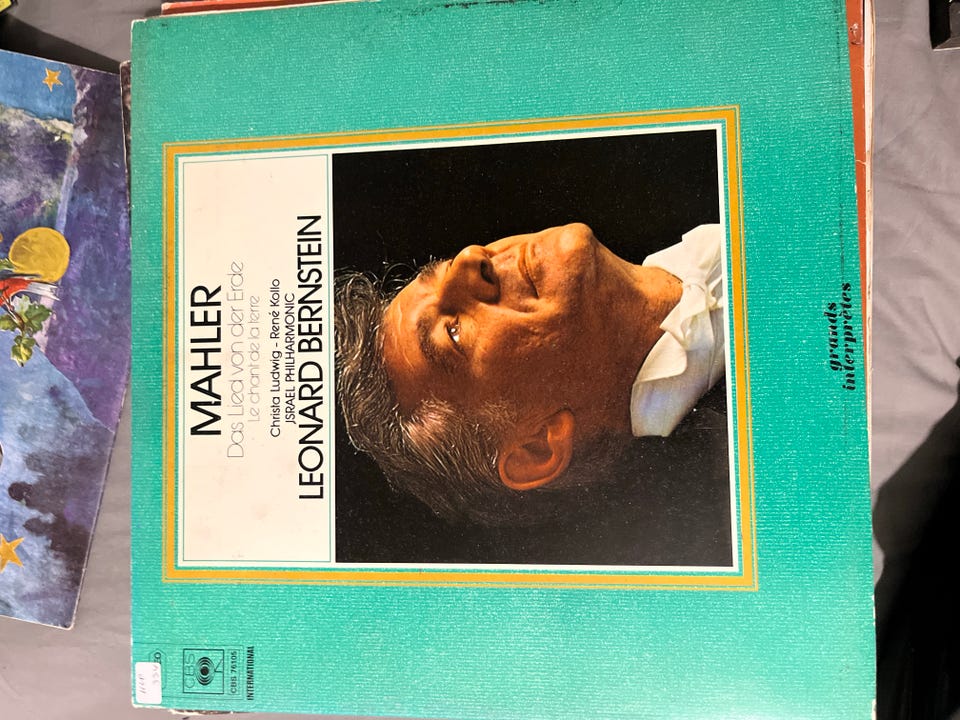 MAHLER
Das Lied von der Erde
Le chant de la terre
Christa Ludwig - René Kollo
JSRAEL PHILHARMONIC
LEONARD BERNSTEIN
grands
interprètes
CBS
CBS 76105
INTERNATIONAL